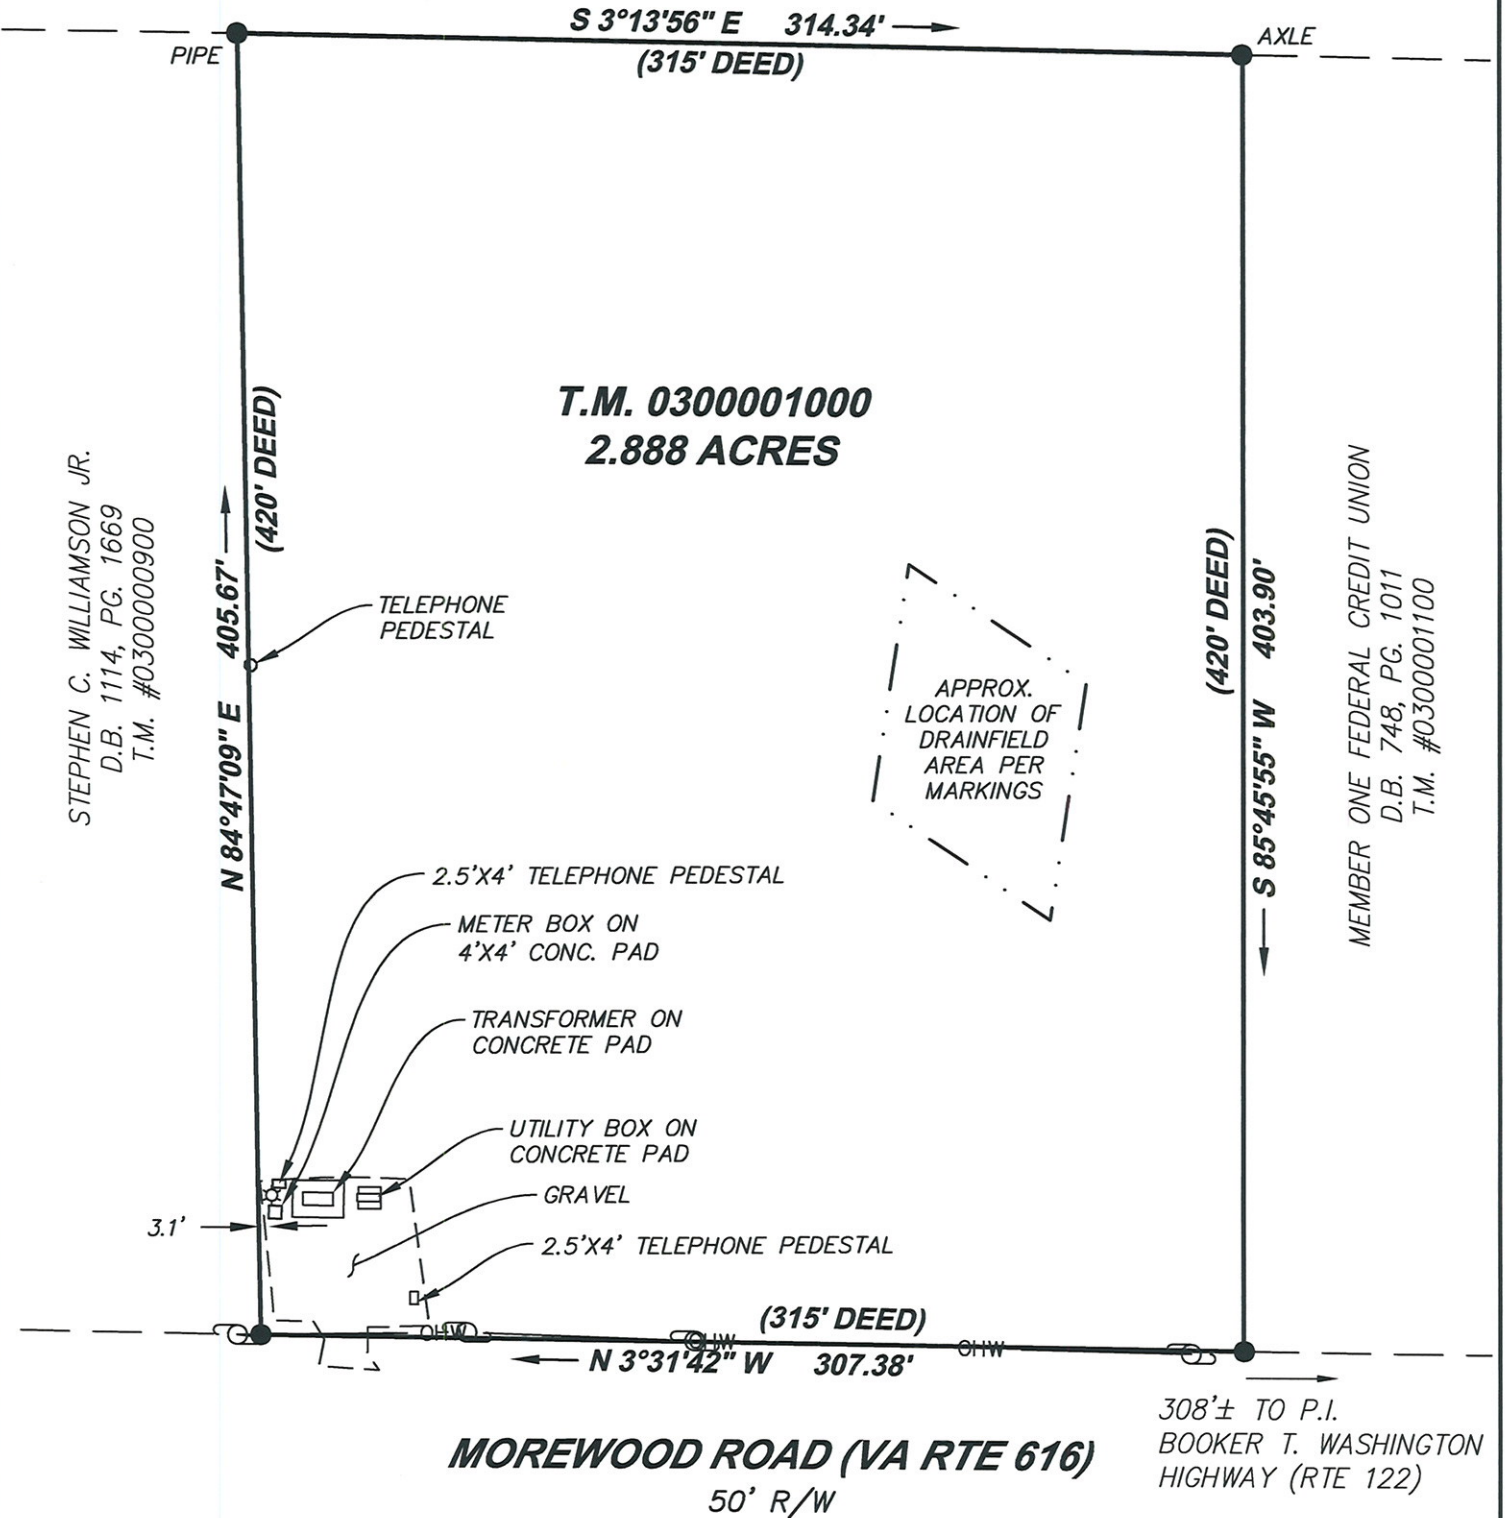 S 3°13'56" E 314.34'
(315' DEED)
PIPE
AXLE
T.M. 0300001000
2.888 ACRES
STEPHEN C. WILLIAMSON JR.
D.B. 1114, PG. 1669
T.M. #0300000900
N 84°47'09" E 405.67'
(420' DEED)
TELEPHONE
PEDESTAL
APPROX.
LOCATION OF
DRAINFIELD
AREA PER
MARKINGS
(420' DEED)
S 85°45'55" W 403.90'
MEMBER ONE FEDERAL CREDIT UNION
D.B. 748, PG. 1011
T.M. #0300001100
2.5'X4' TELEPHONE PEDESTAL
METER BOX ON
4'X4' CONC. PAD
TRANSFORMER ON
CONCRETE PAD
UTILITY BOX ON
CONCRETE PAD
GRAVEL
3.1'
2.5'X4' TELEPHONE PEDESTAL
(315' DEED)
OHW
OHW
OHW
N 3°31'42" W 307.38'
308'± TO P.I.
BOOKER T. WASHINGTON
HIGHWAY (RTE 122)
MOREWOOD ROAD (VA RTE 616)
50' R/W